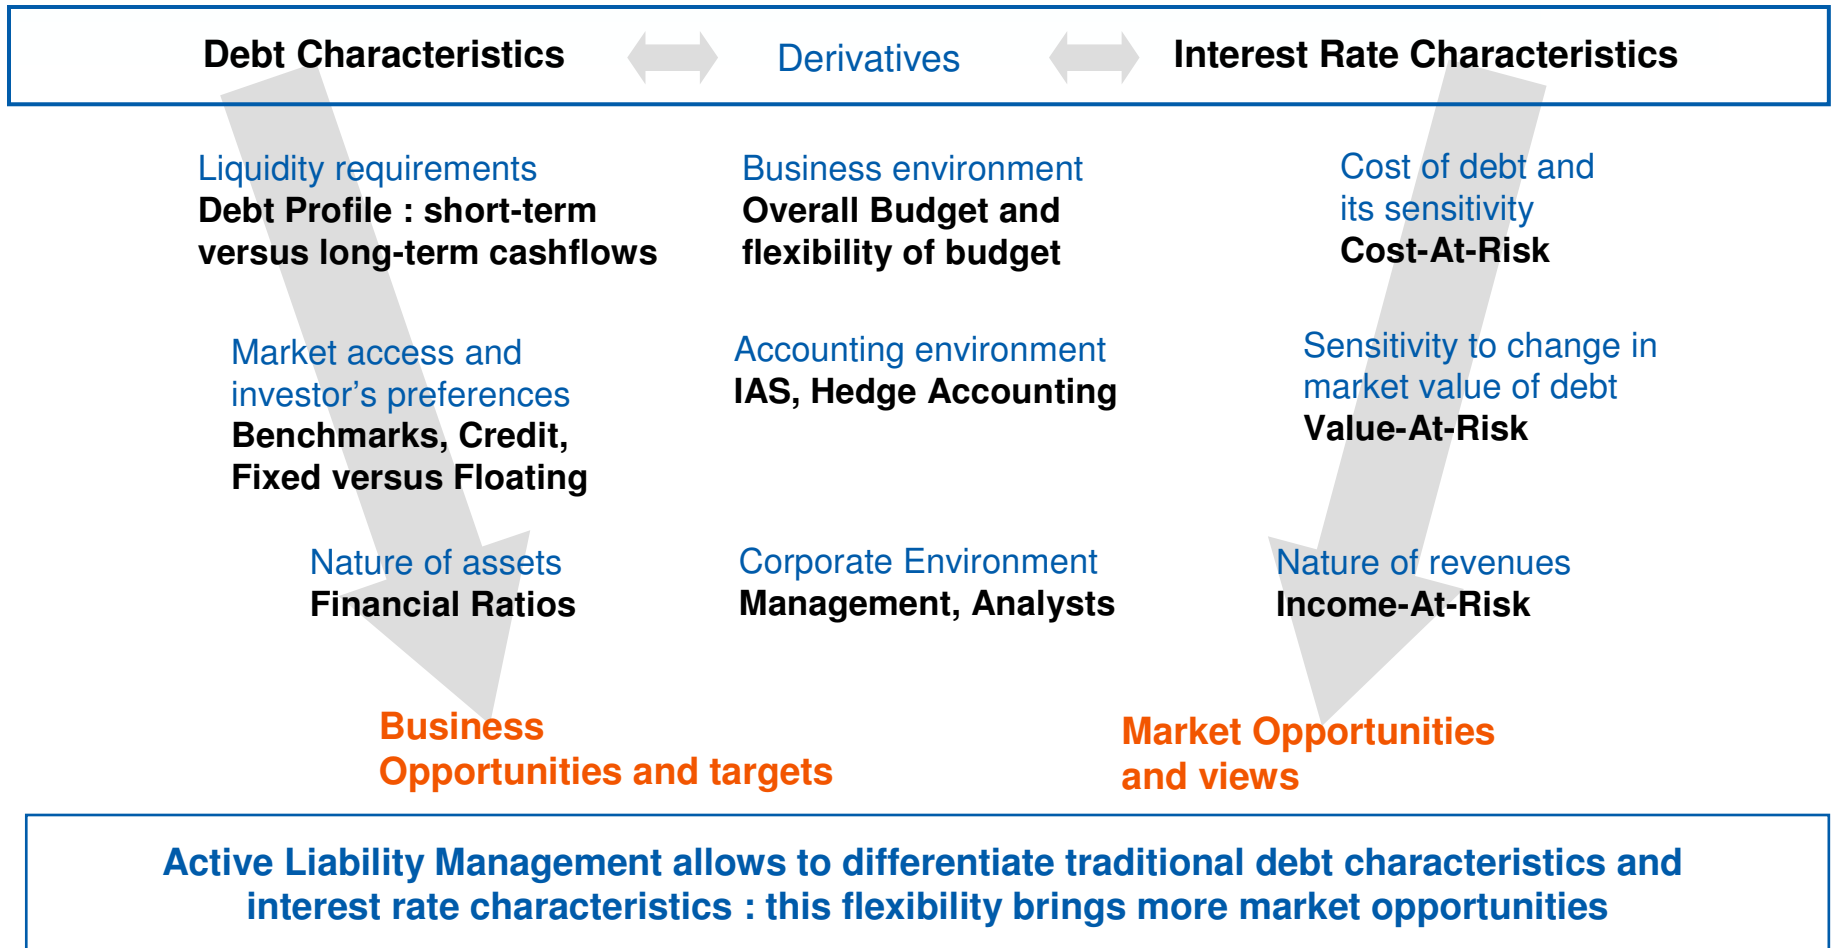 Debt Characteristics
Derivatives
Interest Rate Characteristics
Liquidity requirements
Debt Profile : short-term
versus long-term cashflows
Business environment
Overall Budget and
flexibility of budget
Cost of debt and
its sensitivity
Cost-At-Risk
Market access and
investor’s preferences
Benchmarks, Credit,
Fixed versus Floating
Accounting environment
IAS, Hedge Accounting
Sensitivity to change in
market value of debt
Value-At-Risk
Nature of assets
Financial Ratios
Corporate Environment
Management, Analysts
Nature of revenues
Income-At-Risk
Business
Opportunities and targets
Market Opportunities
and views
Active Liability Management allows to differentiate traditional debt characteristics and
interest rate characteristics : this flexibility brings more market opportunities